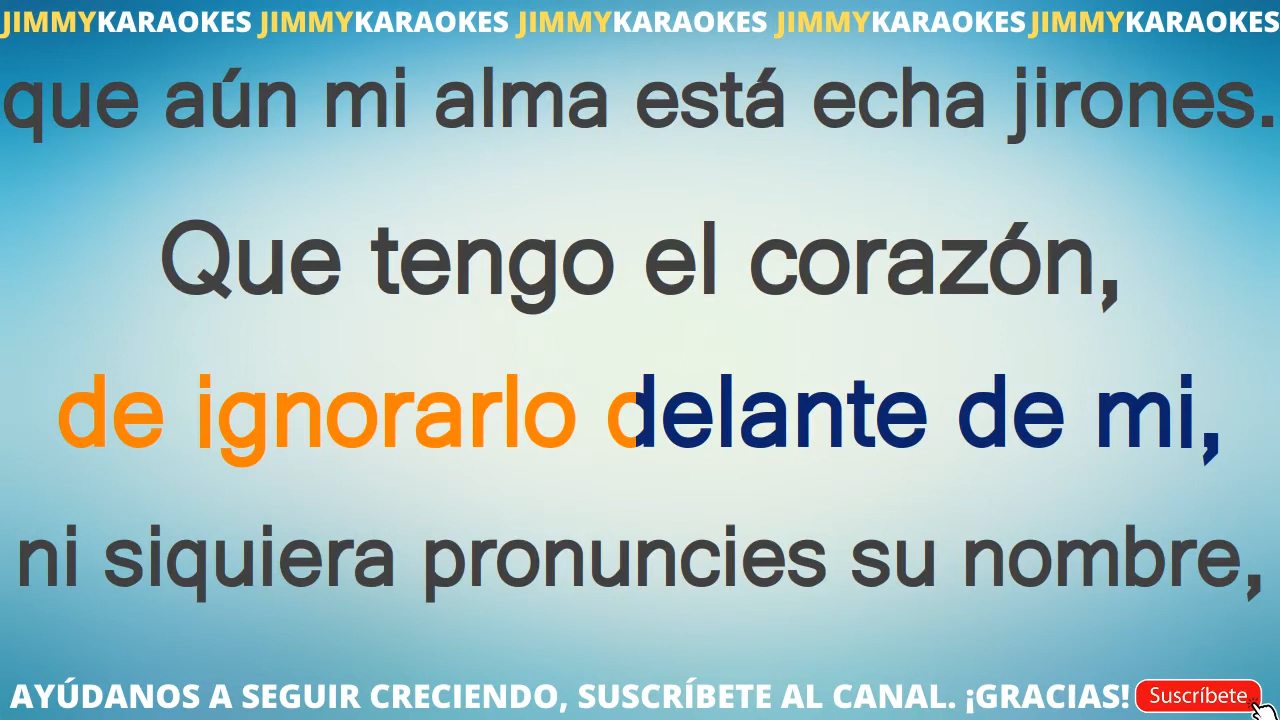 JIMMYKARAOKES JIMMYKARAOKES JIMMYKARAOKES JIMMYKARAOKES JIMMYKARAOKES
que aún mi alma está echa jirones.
Que tengo el corazón,
de ignorarlo delante de mi,
ni siquiera pronuncies su nombre,
AYÚDANOS A SEGUIR CRECIENDO, SUSCRÍBETE AL CANAL. ¡GRACIAS! Suscríbete